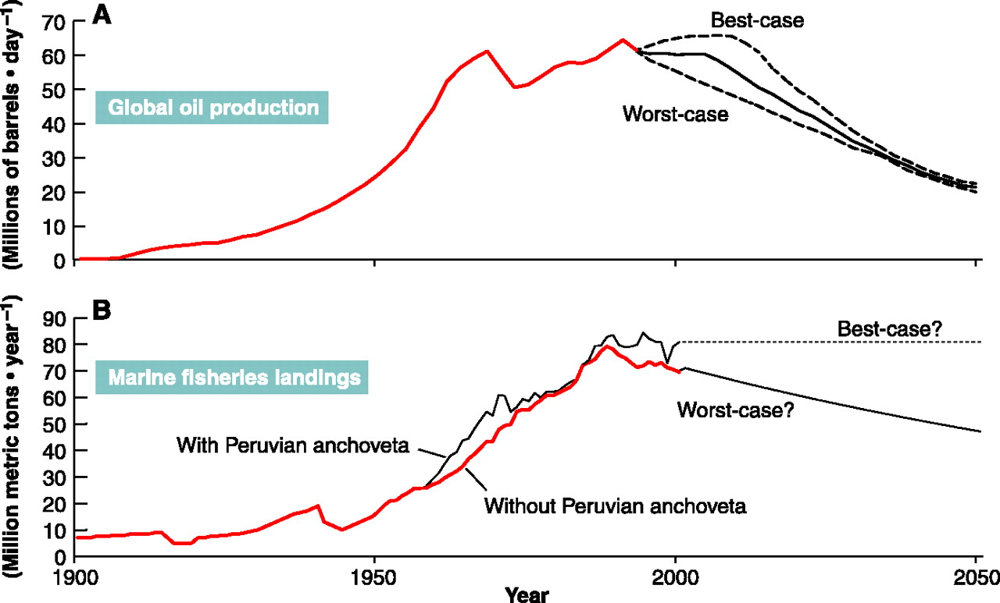 A
(Millions of barrels • day⁻¹)
70
60
50
40
30
20
10
0
Global oil production
Best-case
Worst-case
B
(Million metric tons • year⁻¹)
90
80
70
60
50
40
30
20
10
0
Marine fisheries landings
Best-case?
Worst-case?
With Peruvian anchoveta
Without Peruvian anchoveta
1900
1950
2000
2050
Year